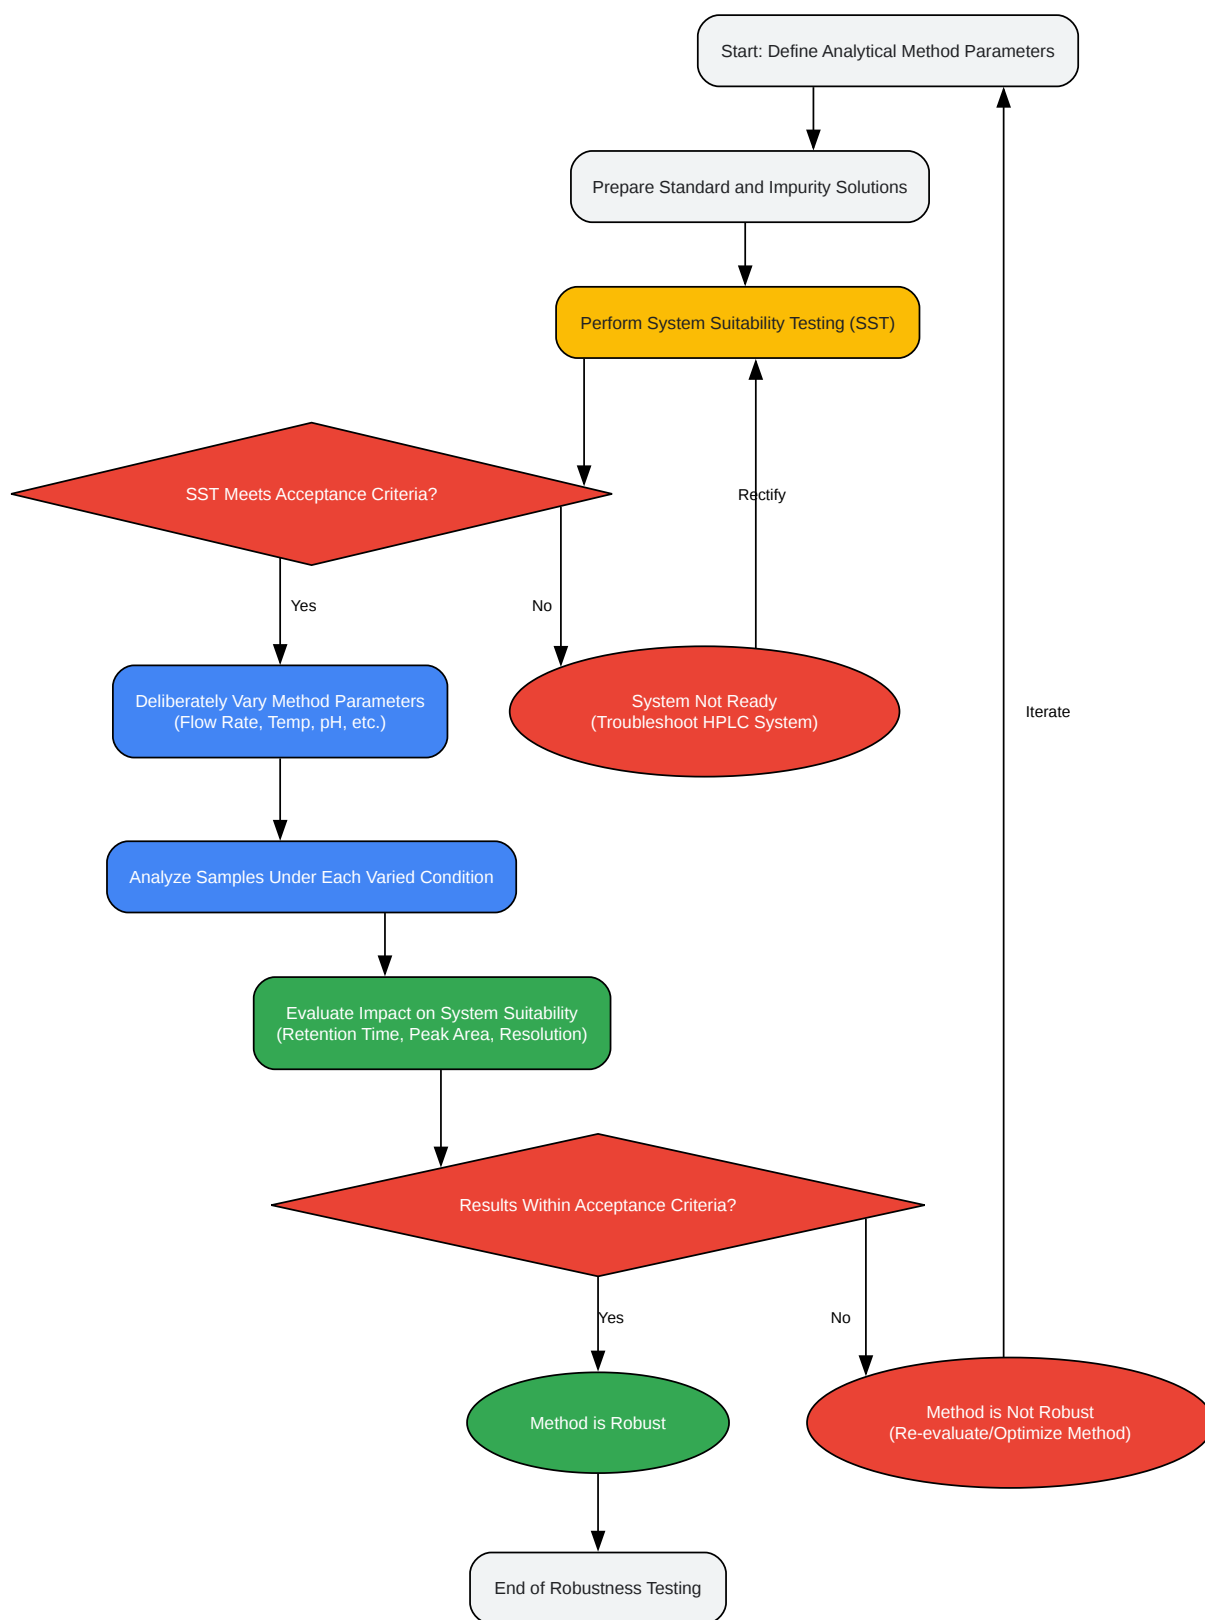 Start: Define Analytical Method Parameters
Prepare Standard and Impurity Solutions
Perform System Suitability Testing (SST)
SST Meets Acceptance Criteria?
Rectify
Yes
No
Deliberately Vary Method Parameters
(Flow Rate, Temp, pH, etc.)
System Not Ready
(Troubleshoot HPLC System)
Iterate
Analyze Samples Under Each Varied Condition
Evaluate Impact on System Suitability
(Retention Time, Peak Area, Resolution)
Results Within Acceptance Criteria?
Yes
No
Method is Robust
Method is Not Robust
(Re-evaluate/Optimize Method)
End of Robustness Testing